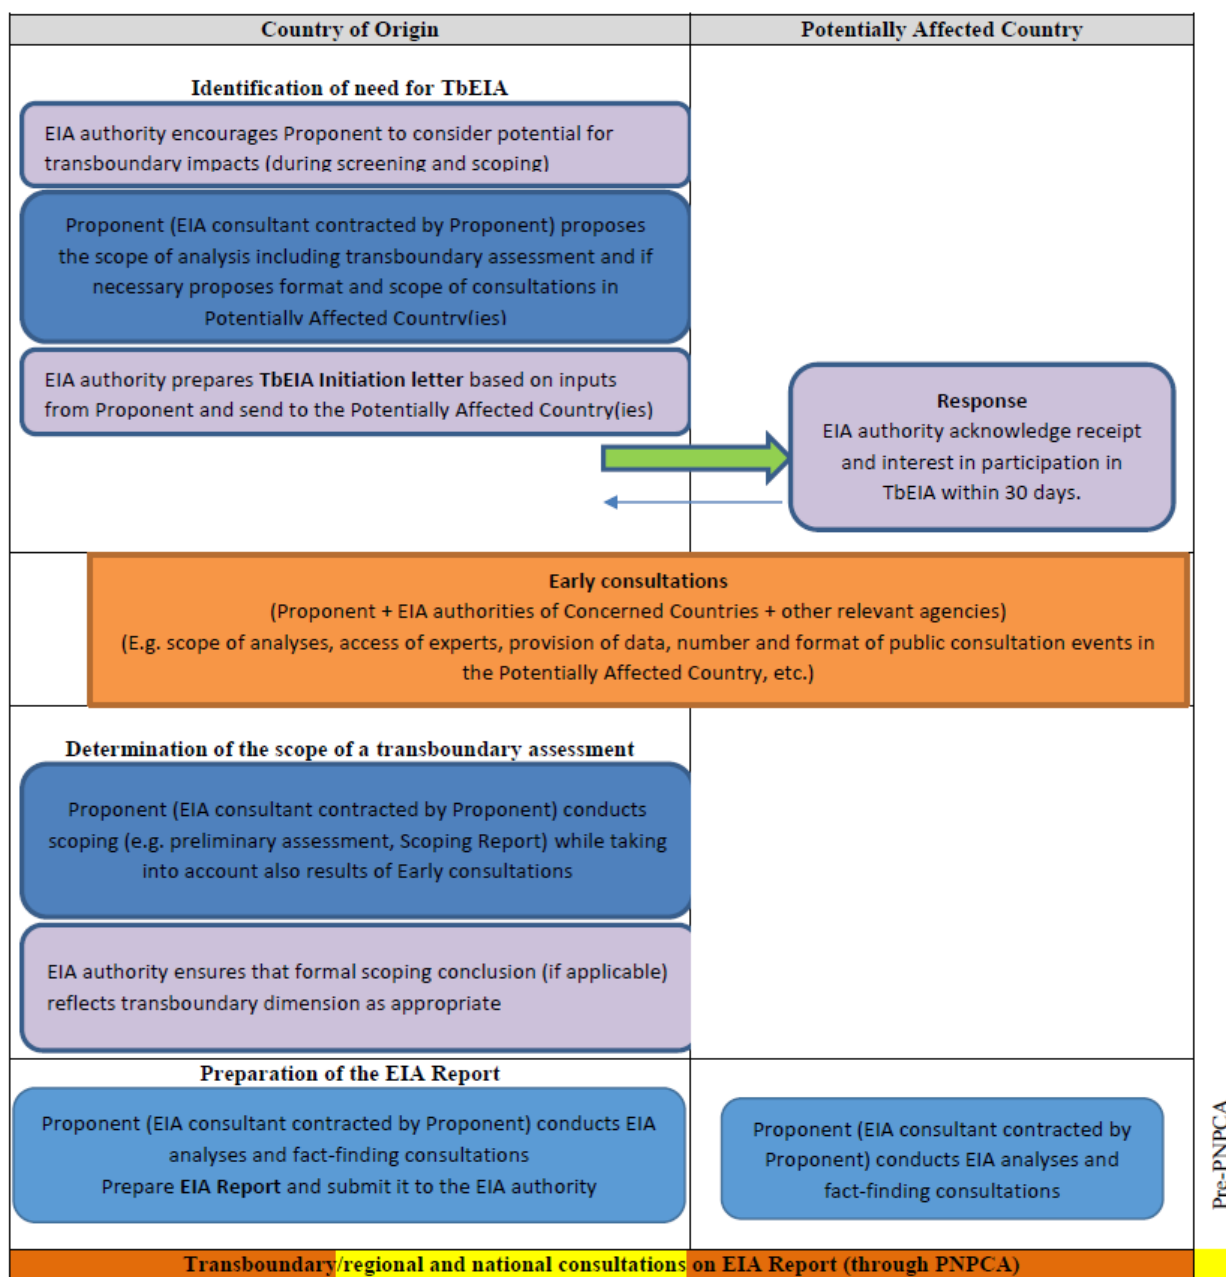 Country of Origin
Potentially Affected Country
Identification of need for TbEIA
EIA authority encourages Proponent to consider potential for
transboundary impacts (during screening and scoping)
Proponent (EIA consultant contracted by Proponent) proposes
the scope of analysis including transboundary assessment and if
necessary proposes format and scope of consultations in
Potentially Affected Country(ies)
EIA authority prepares TbEIA Initiation letter based on inputs
from Proponent and send to the Potentially Affected Country(ies)
Response
EIA authority acknowledge receipt
and interest in participation in
TbEIA within 30 days.
Early consultations
(Proponent + EIA authorities of Concerned Countries + other relevant agencies)
(E.g. scope of analyses, access of experts, provision of data, number and format of public consultation events in
the Potentially Affected Country, etc.)
Determination of the scope of a transboundary assessment
Proponent (EIA consultant contracted by Proponent) conducts
scoping (e.g. preliminary assessment, Scoping Report) while taking
into account also results of Early consultations
EIA authority ensures that formal scoping conclusion (if applicable)
reflects transboundary dimension as appropriate
Preparation of the EIA Report
Proponent (EIA consultant contracted by Proponent) conducts EIA
analyses and fact-finding consultations
Prepare EIA Report and submit it to the EIA authority
Proponent (EIA consultant contracted by
Proponent) conducts EIA analyses and
fact-finding consultations
Pre-PNPCA
Transboundary/regional and national consultations on EIA Report (through PNPCA)